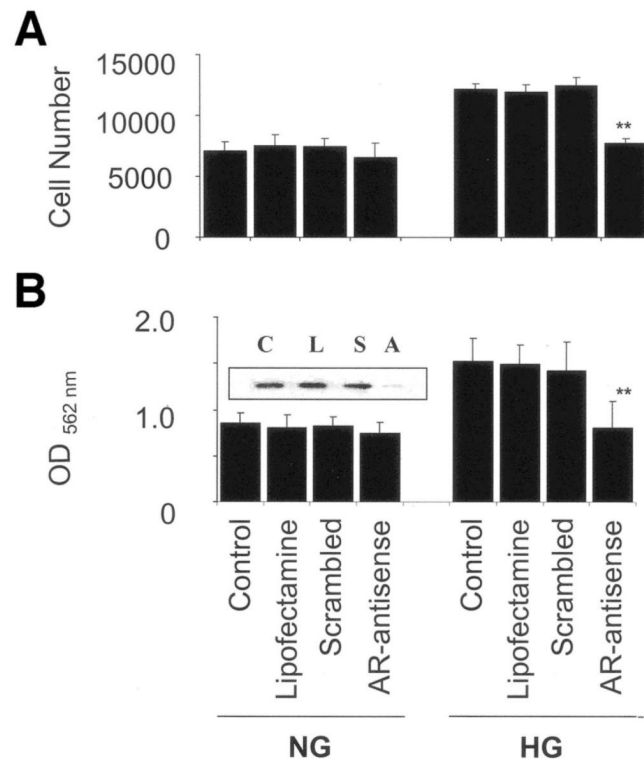 A
Cell Number
15000
10000
5000
0
**
B
OD 562 nm
2.0
1.0
0
C L S A
**
Control
Lipofectamine
Scrambled
AR-antisense
Control
Lipofectamine
Scrambled
AR-antisense
NG
HG